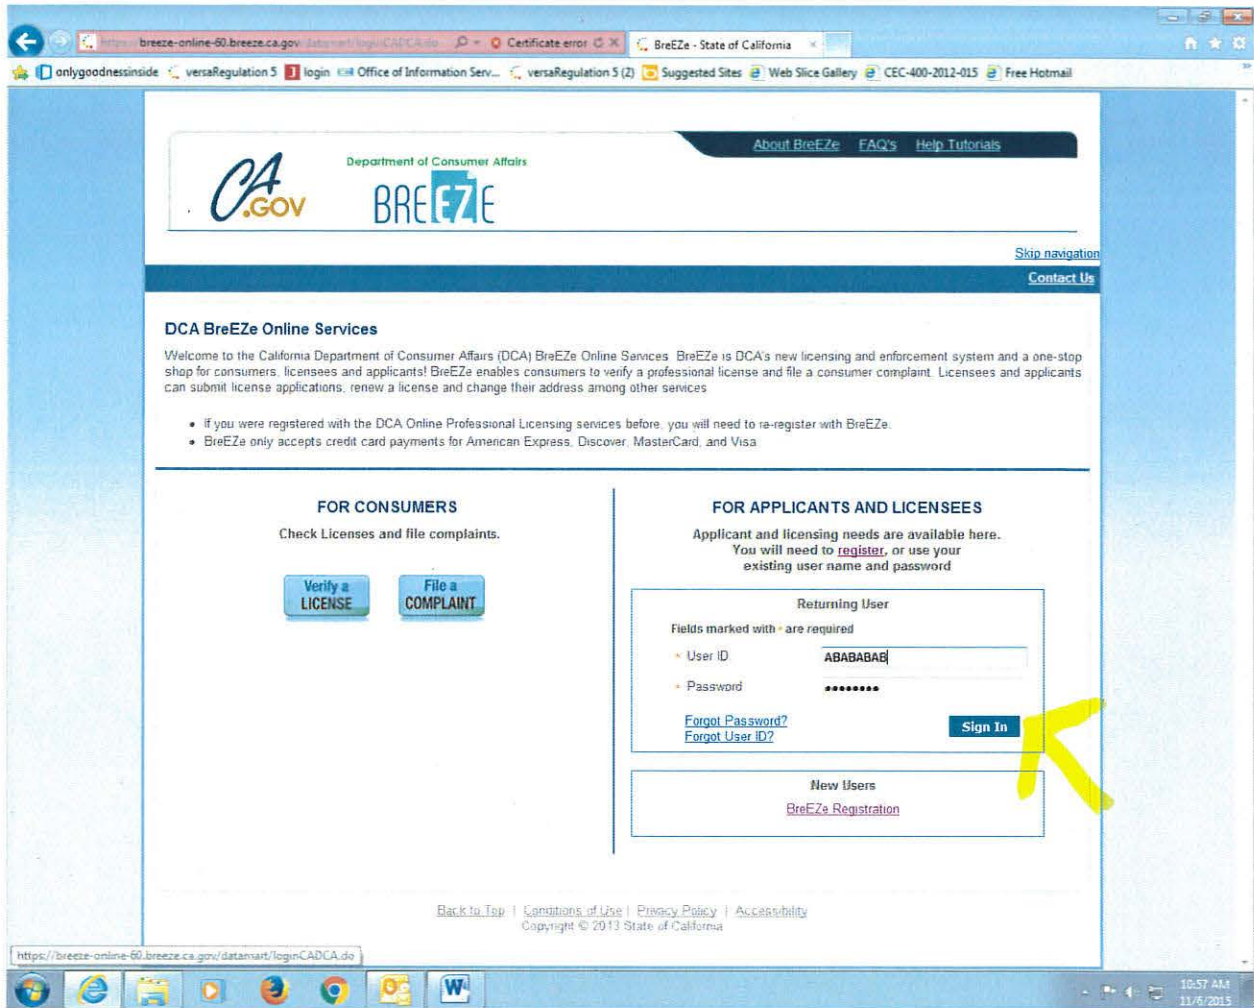 breeze-online-60.breeze.ca.gov/datamart/loginCADCA.do Certificate error BreEZe - State of California
onlygoodnessinside versaRegulation 5 login Office of Information Serv... versaRegulation 5 (2) Suggested Sites Web Slice Gallery CEC-400-2012-015 Free Hotmail
About BreEZe FAQ's Help Tutorials
CA.GOV
Department of Consumer Affairs
BREEZE
Skip navigation
Contact Us
DCA BreEZe Online Services
Welcome to the California Department of Consumer Affairs (DCA) BreEZe Online Services BreEZe is DCA's new licensing and enforcement system and a one-stop
shop for consumers, licensees and applicants! BreEZe enables consumers to verify a professional license and file a consumer complaint. Licensees and applicants
can submit license applications, renew a license and change their address among other services
• If you were registered with the DCA Online Professional Licensing services before, you will need to re-register with BreEZe.
• BreEZe only accepts credit card payments for American Express, Discover, MasterCard, and Visa
FOR CONSUMERS
Check Licenses and file complaints.
Verify a
LICENSE
File a
COMPLAINT
FOR APPLICANTS AND LICENSEES
Applicant and licensing needs are available here.
You will need to register, or use your
existing user name and password
Returning User
Fields marked with * are required
* User ID ABABABAB
* Password ••••••••
Forgot Password?
Forgot User ID?
Sign In
New Users
BreEZe Registration
Back to Top | Conditions of Use | Privacy Policy | Accessibility
Copyright © 2013 State of California
https://breeze-online-60.breeze.ca.gov/datamart/loginCADCA.do
10:57 AM
11/6/2015